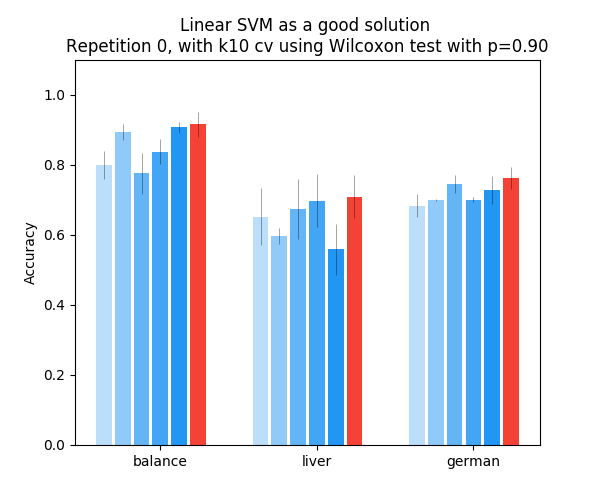 Linear SVM as a good solution
Repetition 0, with k10 cv using Wilcoxon test with p=0.90
Accuracy
1.0
0.8
0.6
0.4
0.2
0.0
balance
liver
german